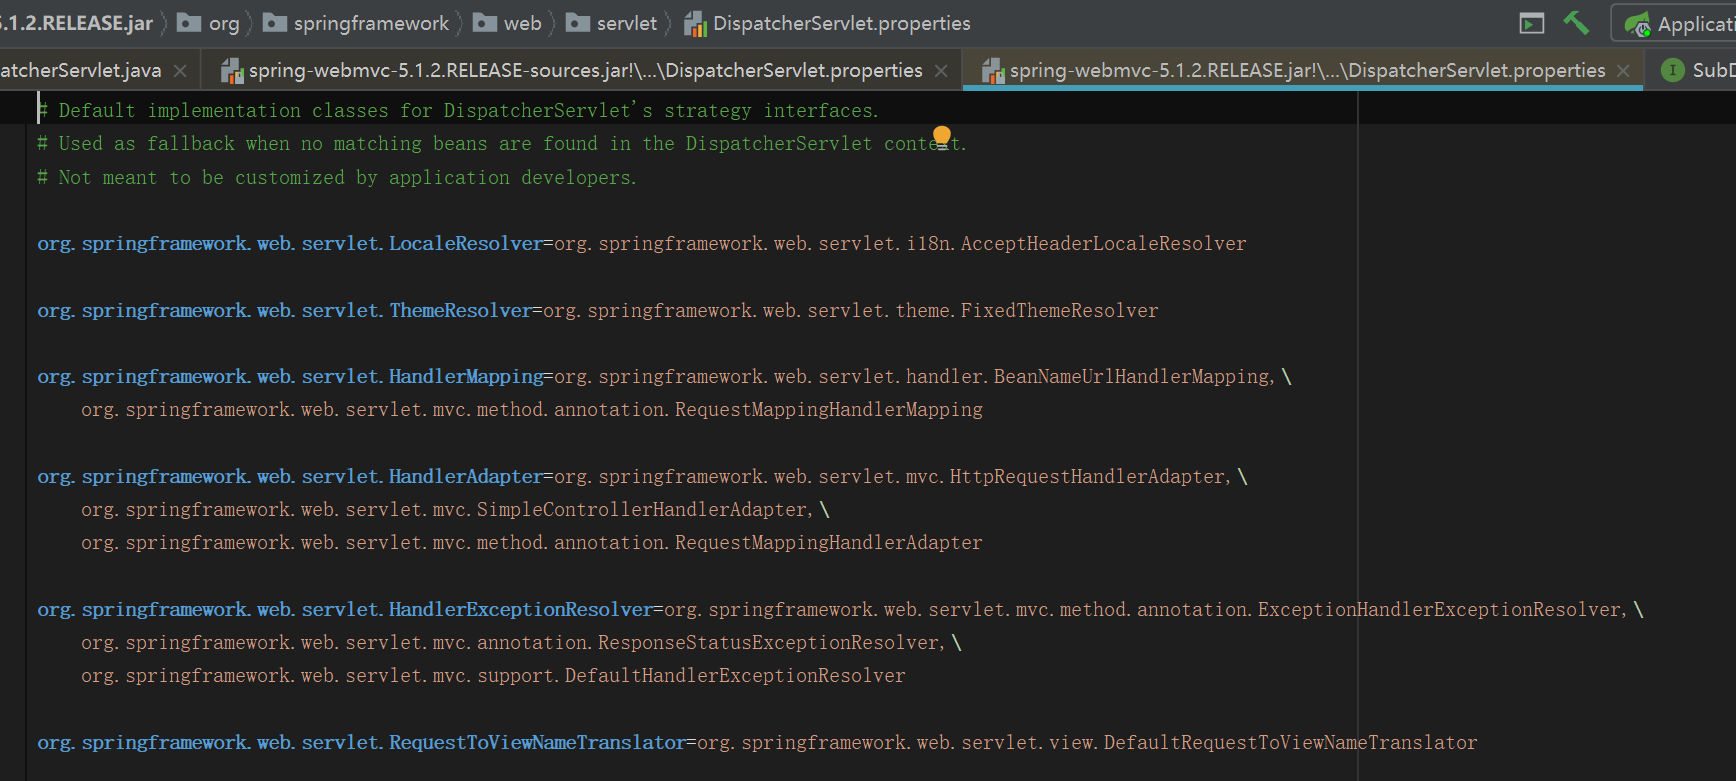 5.1.2.RELEASE.jar org springframework web servlet DispatcherServlet.properties Applicati
atcherServlet.java spring-webmvc-5.1.2.RELEASE-sources.jar!\...\DispatcherServlet.properties spring-webmvc-5.1.2.RELEASE.jar!\...\DispatcherServlet.properties I SubD
# Default implementation classes for DispatcherServlet's strategy interfaces.
# Used as fallback when no matching beans are found in the DispatcherServlet context.
# Not meant to be customized by application developers.
org.springframework.web.servlet.LocaleResolver=org.springframework.web.servlet.i18n.AcceptHeaderLocaleResolver
org.springframework.web.servlet.ThemeResolver=org.springframework.web.servlet.theme.FixedThemeResolver
org.springframework.web.servlet.HandlerMapping=org.springframework.web.servlet.handler.BeanNameUrlHandlerMapping,\
org.springframework.web.servlet.mvc.method.annotation.RequestMappingHandlerMapping
org.springframework.web.servlet.HandlerAdapter=org.springframework.web.servlet.mvc.HttpRequestHandlerAdapter,\
org.springframework.web.servlet.mvc.SimpleControllerHandlerAdapter,\
org.springframework.web.servlet.mvc.method.annotation.RequestMappingHandlerAdapter
org.springframework.web.servlet.HandlerExceptionResolver=org.springframework.web.servlet.mvc.method.annotation.ExceptionHandlerExceptionResolver,\
org.springframework.web.servlet.mvc.annotation.ResponseStatusExceptionResolver,\
org.springframework.web.servlet.mvc.support.DefaultHandlerExceptionResolver
org.springframework.web.servlet.RequestToViewNameTranslator=org.springframework.web.servlet.view.DefaultRequestToViewNameTranslator